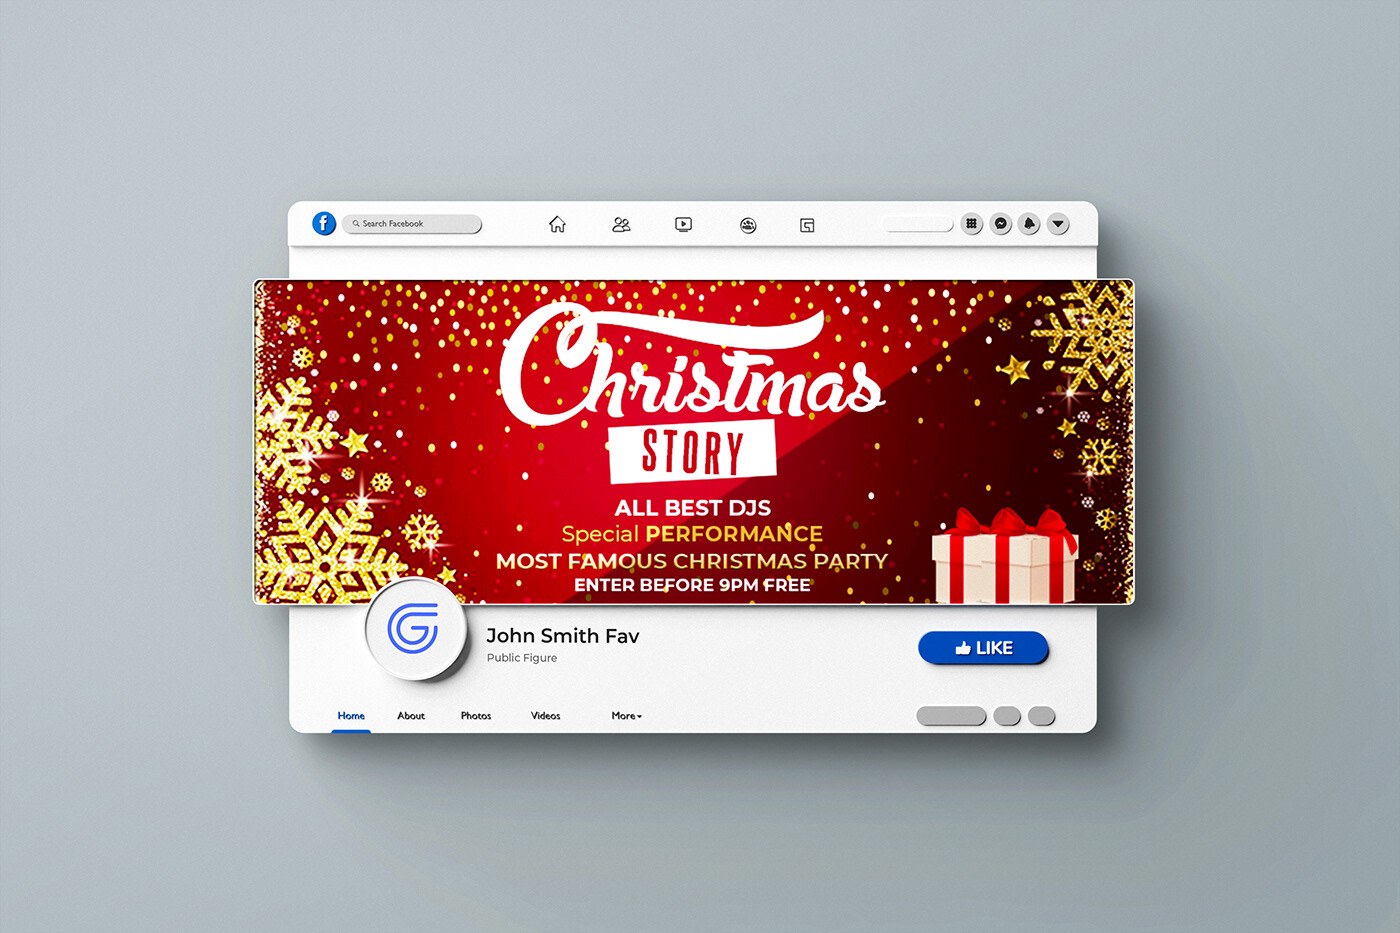 f
Search Facebook
Christmas
STORY
ALL BEST DJS
Special PERFORMANCE
MOST FAMOUS CHRISTMAS PARTY
ENTER BEFORE 9PM FREE
G
John Smith Fav
Public Figure
LIKE
Home About Photos Videos More